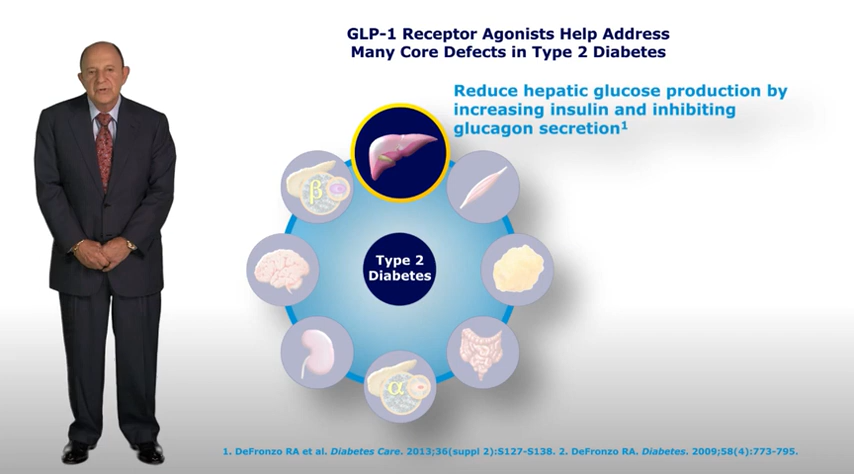 GLP-1 Receptor Agonists Help Address
Many Core Defects in Type 2 Diabetes
Reduce hepatic glucose production by
increasing insulin and inhibiting
glucagon secretion¹
β
Type 2
Diabetes
α
1. DeFronzo RA et al. Diabetes Care. 2013;36(suppl 2):S127-S138. 2. DeFronzo RA. Diabetes. 2009;58(4):773-795.